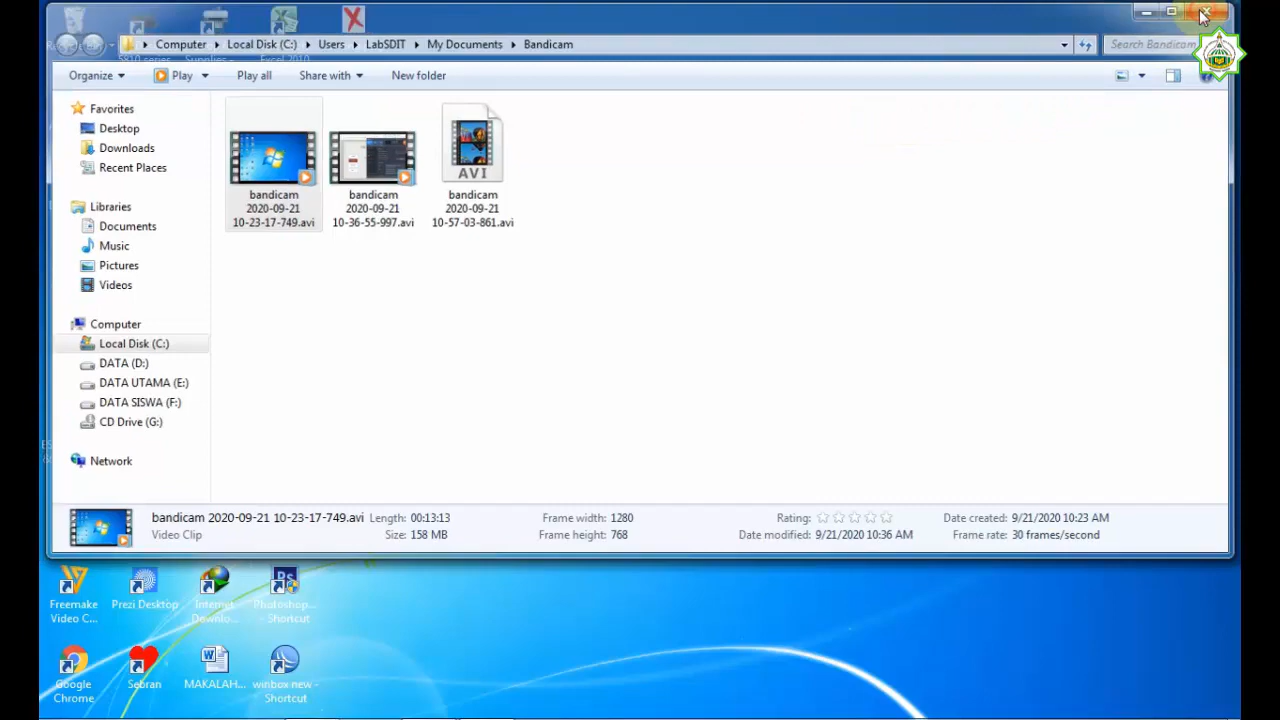 Computer Local Disk (C:) Users LabSDIT My Documents Bandicam
Search Bandicam
Organize Play Play all Share with New folder
Favorites
Desktop
Downloads
Recent Places
Libraries
Documents
Music
Pictures
Videos
Computer
Local Disk (C:)
DATA (D:)
DATA UTAMA (E:)
DATA SISWA (F:)
CD Drive (G:)
Network
bandicam
2020-09-21
10-23-17-749.avi
bandicam
2020-09-21
10-36-55-997.avi
AVI
bandicam
2020-09-21
10-57-03-861.avi
bandicam 2020-09-21 10-23-17-749.avi
Video Clip
Length: 00:13:13
Size: 158 MB
Frame width: 1280
Frame height: 768
Rating:
Date modified: 9/21/2020 10:36 AM
Date created: 9/21/2020 10:23 AM
Frame rate: 30 frames/second
Freemake
Video C...
Prezi Desktop
Internet
Downlo...
Ps
Photoshop...
- Shortcut
Google
Chrome
Sebran
MAKALAH...
winbox new -
Shortcut